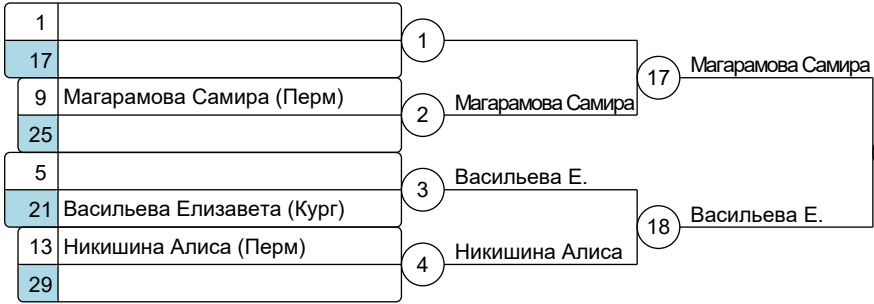 1
1
17
17 Магарамова Самира
9 Магарамова Самира (Перм)
2 Магарамова Самира
25
5
3 Васильева Е.
21 Васильева Елизавета (Кург)
18 Васильева Е.
13 Никишина Алиса (Перм)
4 Никишина Алиса
29